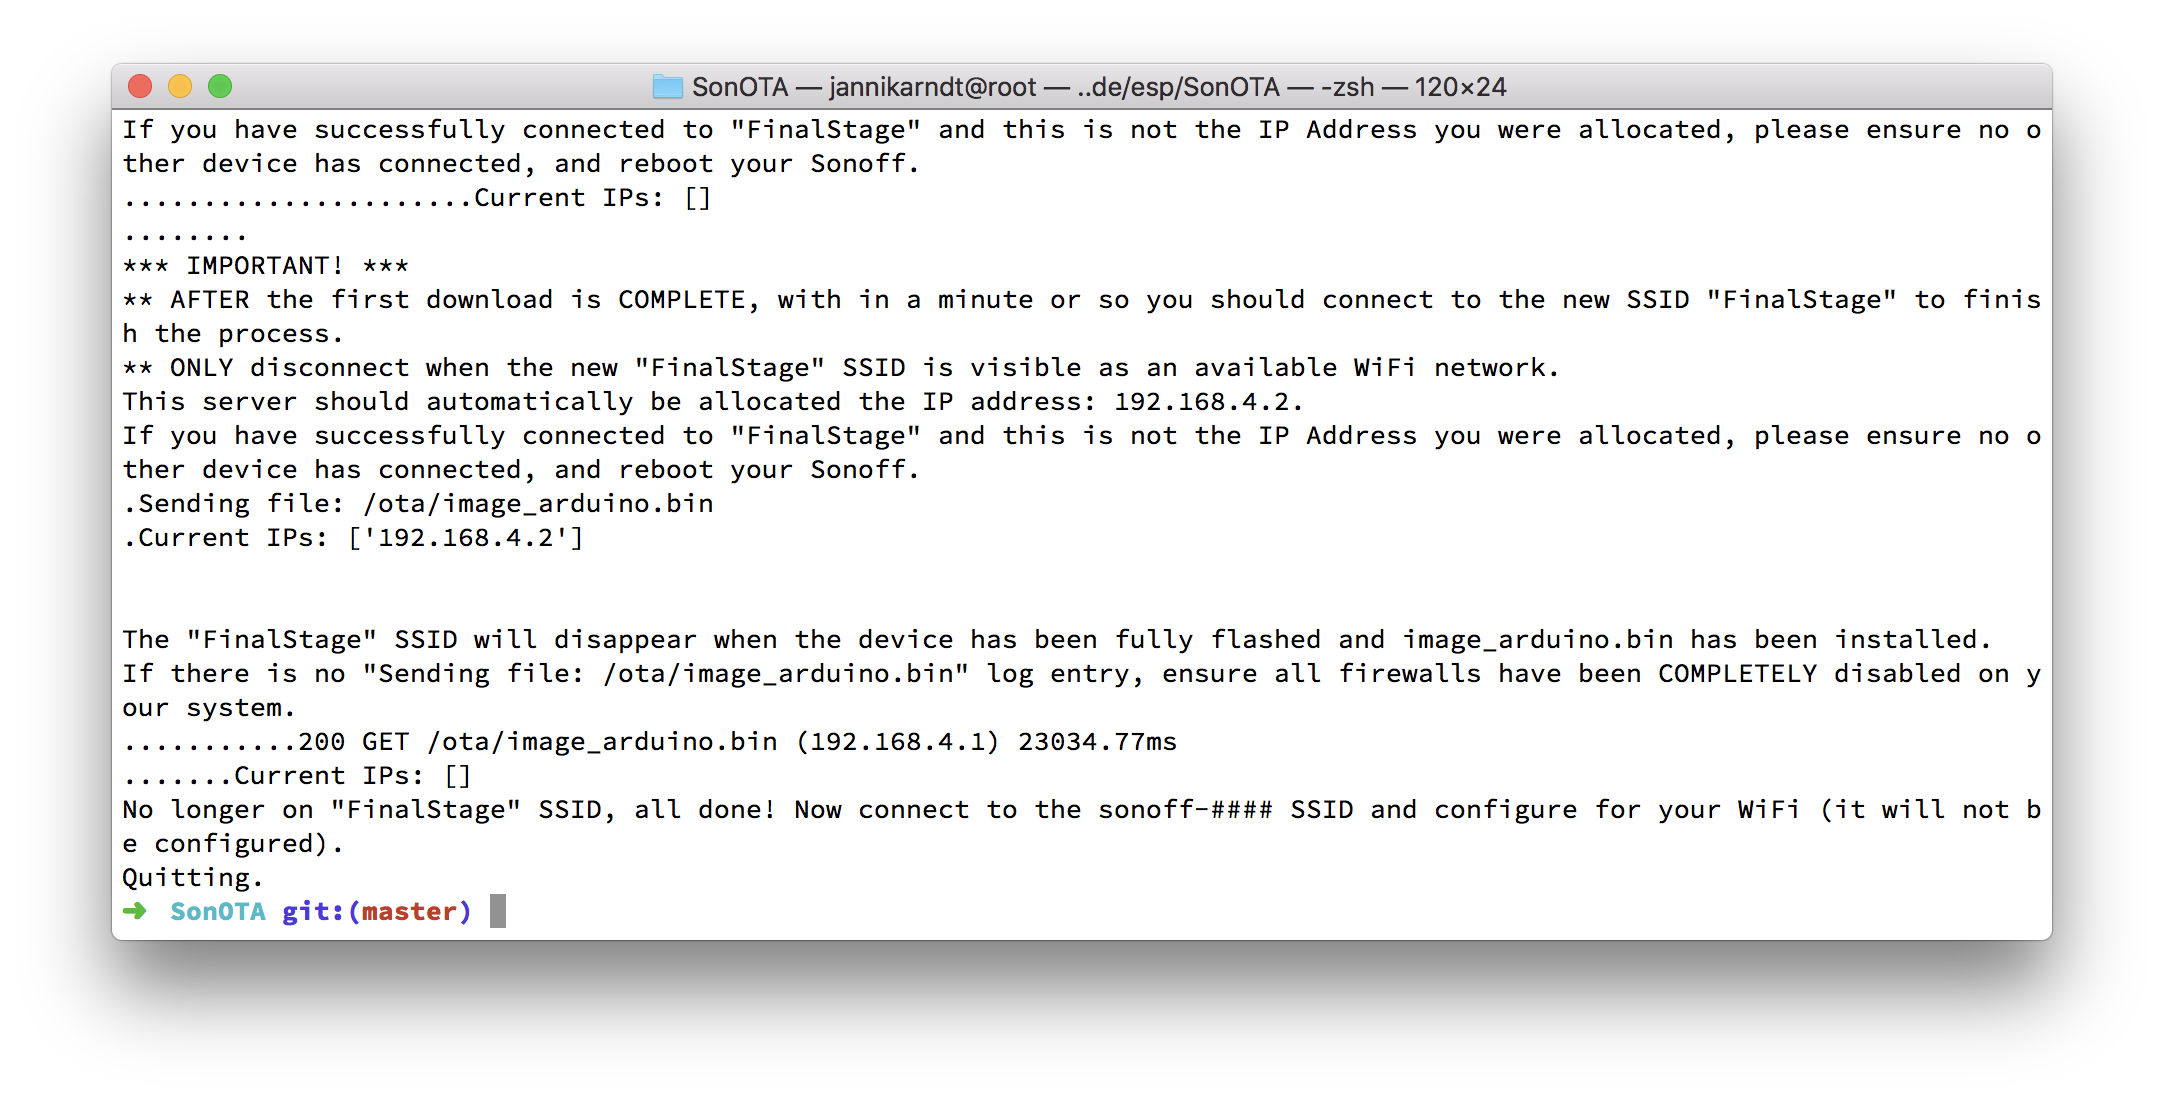 SonOTA — jannikarndt@root — ..de/esp/SonOTA — -zsh — 120×24
If you have successfully connected to "FinalStage" and this is not the IP Address you were allocated, please ensure no o
ther device has connected, and reboot your Sonoff.
......................Current IPs: []
........
*** IMPORTANT! ***
** AFTER the first download is COMPLETE, with in a minute or so you should connect to the new SSID "FinalStage" to finis
h the process.
** ONLY disconnect when the new "FinalStage" SSID is visible as an available WiFi network.
This server should automatically be allocated the IP address: 192.168.4.2.
If you have successfully connected to "FinalStage" and this is not the IP Address you were allocated, please ensure no o
ther device has connected, and reboot your Sonoff.
.Sending file: /ota/image_arduino.bin
.Current IPs: ['192.168.4.2']
The "FinalStage" SSID will disappear when the device has been fully flashed and image_arduino.bin has been installed.
If there is no "Sending file: /ota/image_arduino.bin" log entry, ensure all firewalls have been COMPLETELY disabled on y
our system.
...........200 GET /ota/image_arduino.bin (192.168.4.1) 23034.77ms
.......Current IPs: []
No longer on "FinalStage" SSID, all done! Now connect to the sonoff-#### SSID and configure for your WiFi (it will not b
e configured).
Quitting.
➜ SonOTA git:(master)